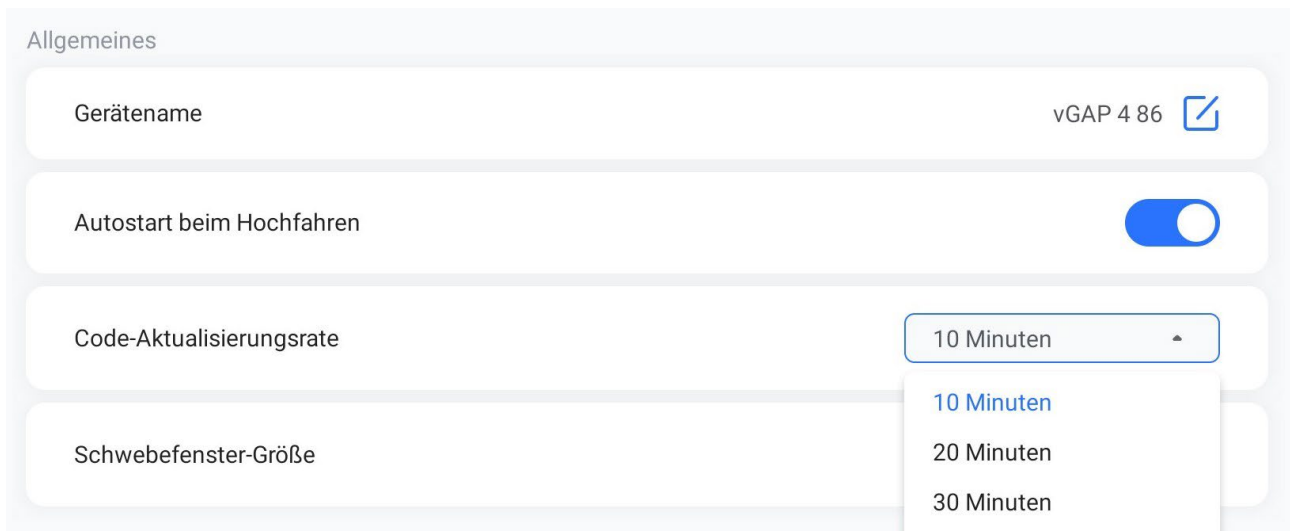 Allgemeines
Gerätename
vGAP 4 86
Autostart beim Hochfahren
Code-Aktualisierungsrate
10 Minuten
10 Minuten
20 Minuten
30 Minuten
Schwebefenster-Größe